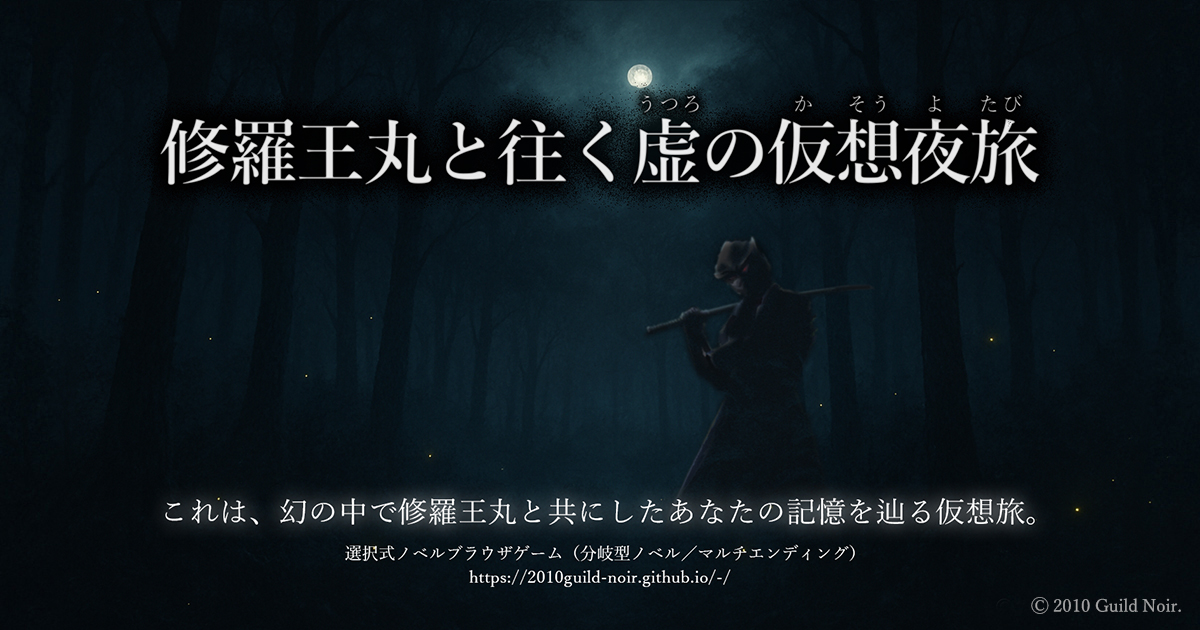 うつろ か そう よ たび
修羅王丸と往く虚の仮想夜旅
これは、幻の中で修羅王丸と共にしたあなたの記憶を辿る仮想旅。
選択式ノベルブラウザゲーム（分岐型ノベル／マルチエンディング）
https://2010guild-noir.github.io/-/
© 2010 Guild Noir.